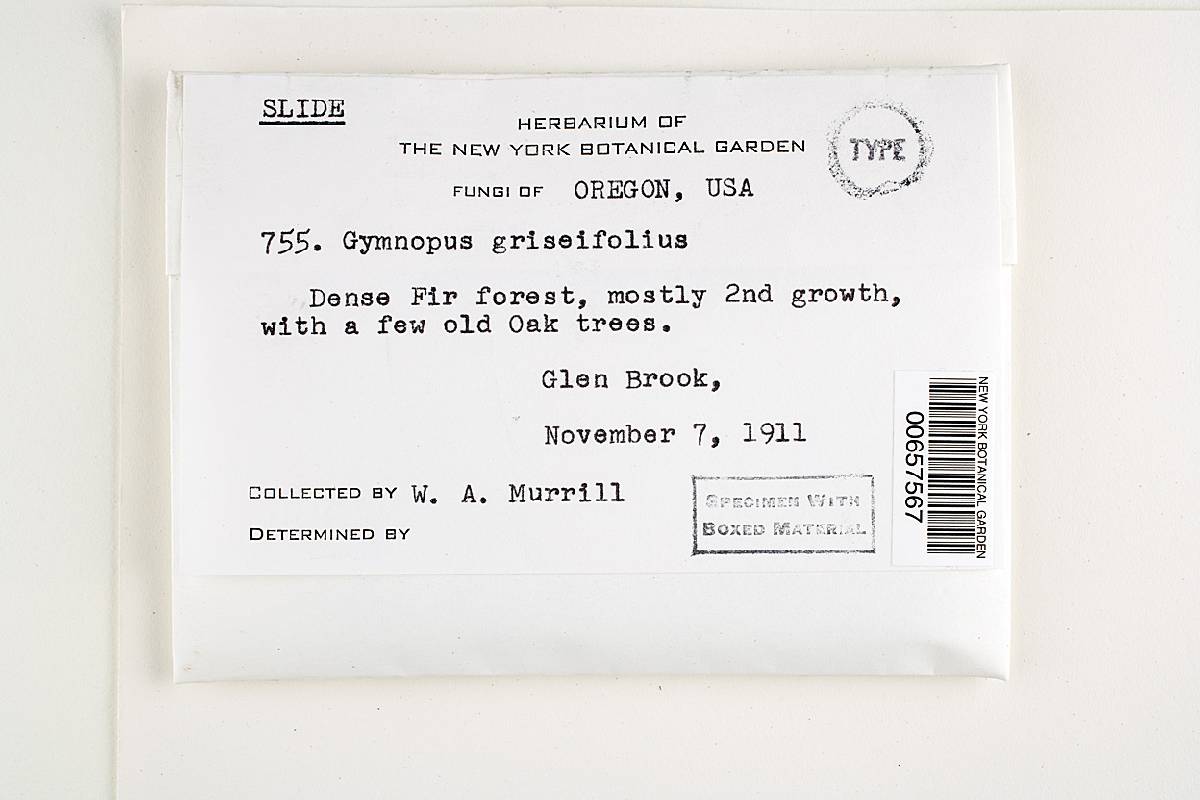 SLIDE
HERBARIUM OF
THE NEW YORK BOTANICAL GARDEN
TYPE
FUNGI OF OREGON, USA
755. Gymnopus griseifolius
Dense Fir forest, mostly 2nd growth,
with a few old Oak trees.
Glen Brook,
November 7, 1911
COLLECTED BY W. A. Murrill
DETERMINED BY
SPECIMEN WITH
BOXED MATERIAL
NEW YORK BOTANICAL GARDEN
00657567